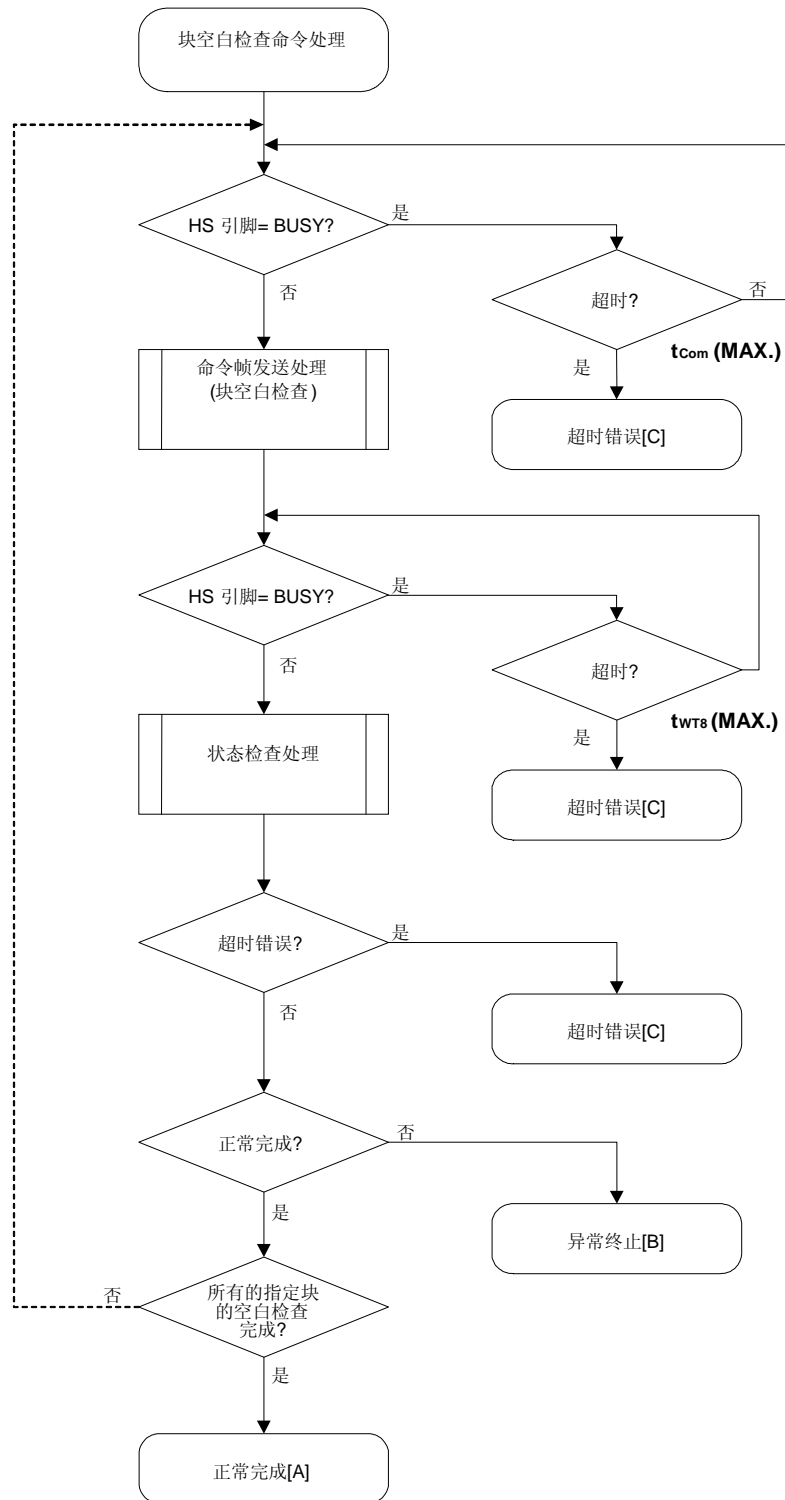 块空白检查命令处理
HS 引脚= BUSY?
是
超时?
否
否
tCom (MAX.)
命令帧发送处理
(块空白检查)
是
超时错误[C]
HS 引脚= BUSY?
是
超时?
否
tWT8 (MAX.)
状态检查处理
是
超时错误[C]
超时错误?
是
否
超时错误[C]
正常完成?
否
是
异常终止[B]
所有的指定块
的空白检查
完成?
否
是
正常完成[A]